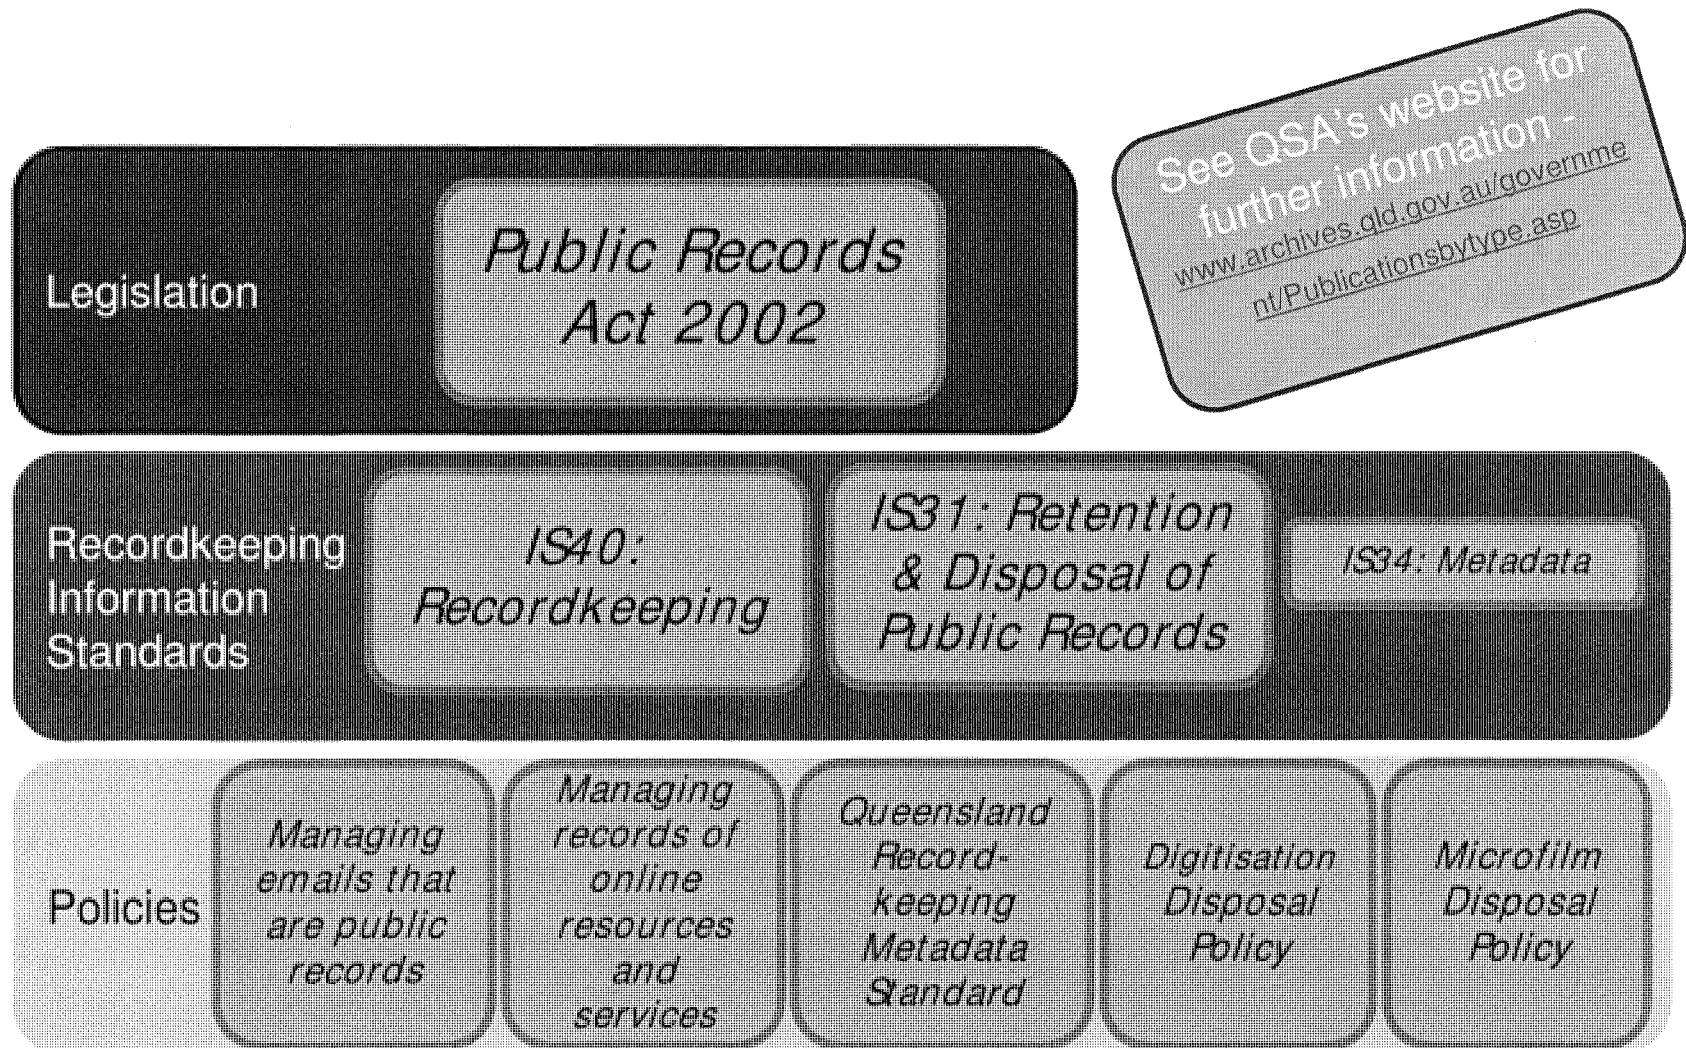 See QSA's website for
further information -
www.archives.qld.gov.au/governme
nt/Publicationsbytype.asp
Legislation
Public Records
Act 2002
Recordkeeping
Information
Standards
IS40:
Recordkeeping
IS31: Retention
& Disposal of
Public Records
IS34: Metadata
Policies
Managing
emails that
are public
records
Managing
records of
online
resources
and
services
Queensland
Record-
keeping
Metadata
Standard
Digitisation
Disposal
Policy
Microfilm
Disposal
Policy